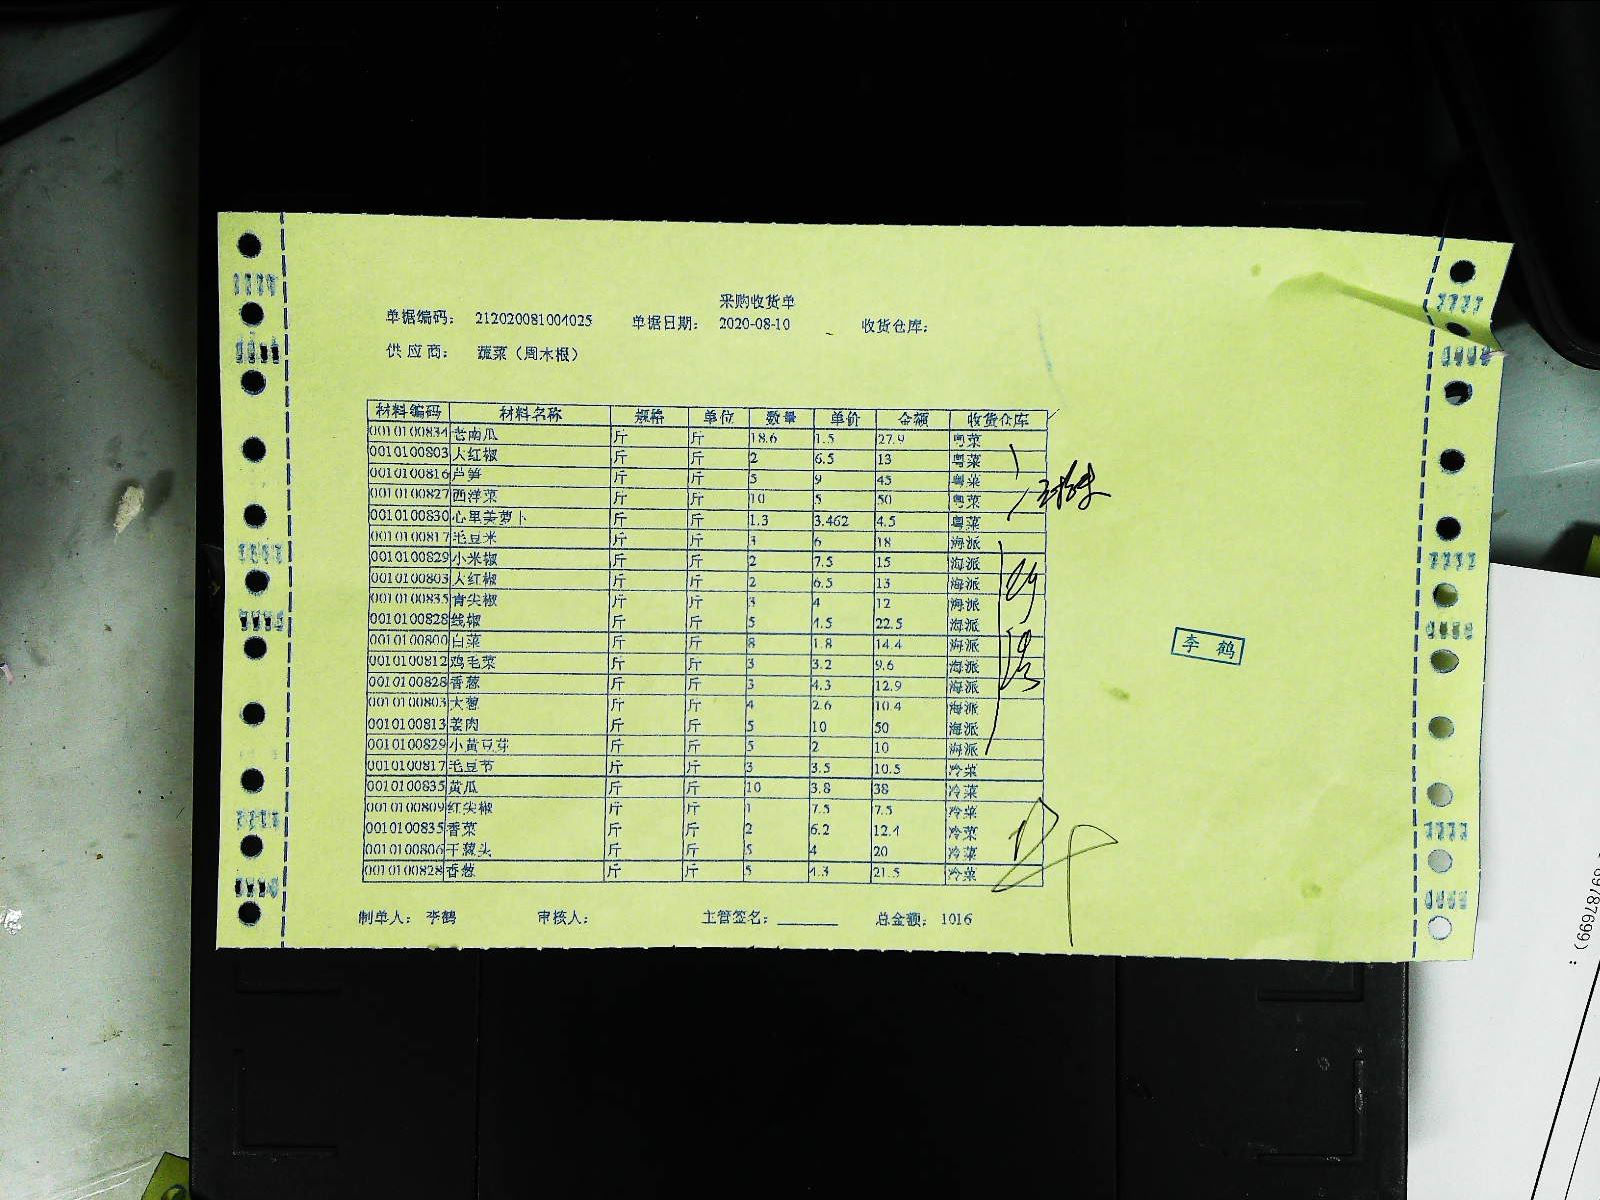 采购收货单
单据编码： 212020081004025 单据日期： 2020-08-10 收货仓库：
供应商： 蔬菜（周木根）
材料编码 材料名称 规格 单位 数量 单价 金额 收货仓库
0010100834 老南瓜 斤 斤 18.6 1.5 27.9 粤菜
0010100803 大红椒 斤 斤 2 6.5 13 粤菜
0010100816 芦笋 斤 斤 5 9 45 粤菜
0010100827 西洋菜 斤 斤 10 5 50 粤菜
0010100830 心里美萝卜 斤 斤 1.3 3.462 4.5 粤菜
0010100817 毛豆米 斤 斤 3 6 18 海派
0010100829 小米椒 斤 斤 2 7.5 15 海派
0010100803 大红椒 斤 斤 2 6.5 13 海派
0010100835 青尖椒 斤 斤 3 4 12 海派
0010100828 线椒 斤 斤 5 4.5 22.5 海派
0010100800 白菜 斤 斤 8 1.8 14.4 海派
0010100812 鸡毛菜 斤 斤 3 3.2 9.6 海派
0010100828 香葱 斤 斤 3 4.3 12.9 海派
0010100803 大葱 斤 斤 4 2.6 10.4 海派
0010100813 姜肉 斤 斤 5 10 50 海派
0010100829 小黄豆芽 斤 斤 5 2 10 海派
0010100817 毛豆节 斤 斤 3 3.5 10.5 冷菜
0010100835 黄瓜 斤 斤 10 3.8 38 冷菜
0010100809 红尖椒 斤 斤 1 7.5 7.5 冷菜
0010100835 香菜 斤 斤 2 6.2 12.4 冷菜
0010100806 干葱头 斤 斤 5 4 20 冷菜
0010100828 香葱 斤 斤 5 4.3 21.5 冷菜
制单人： 李鹤 审核人： 主管签名： 总金额： 1016
李鹤
69787699）：